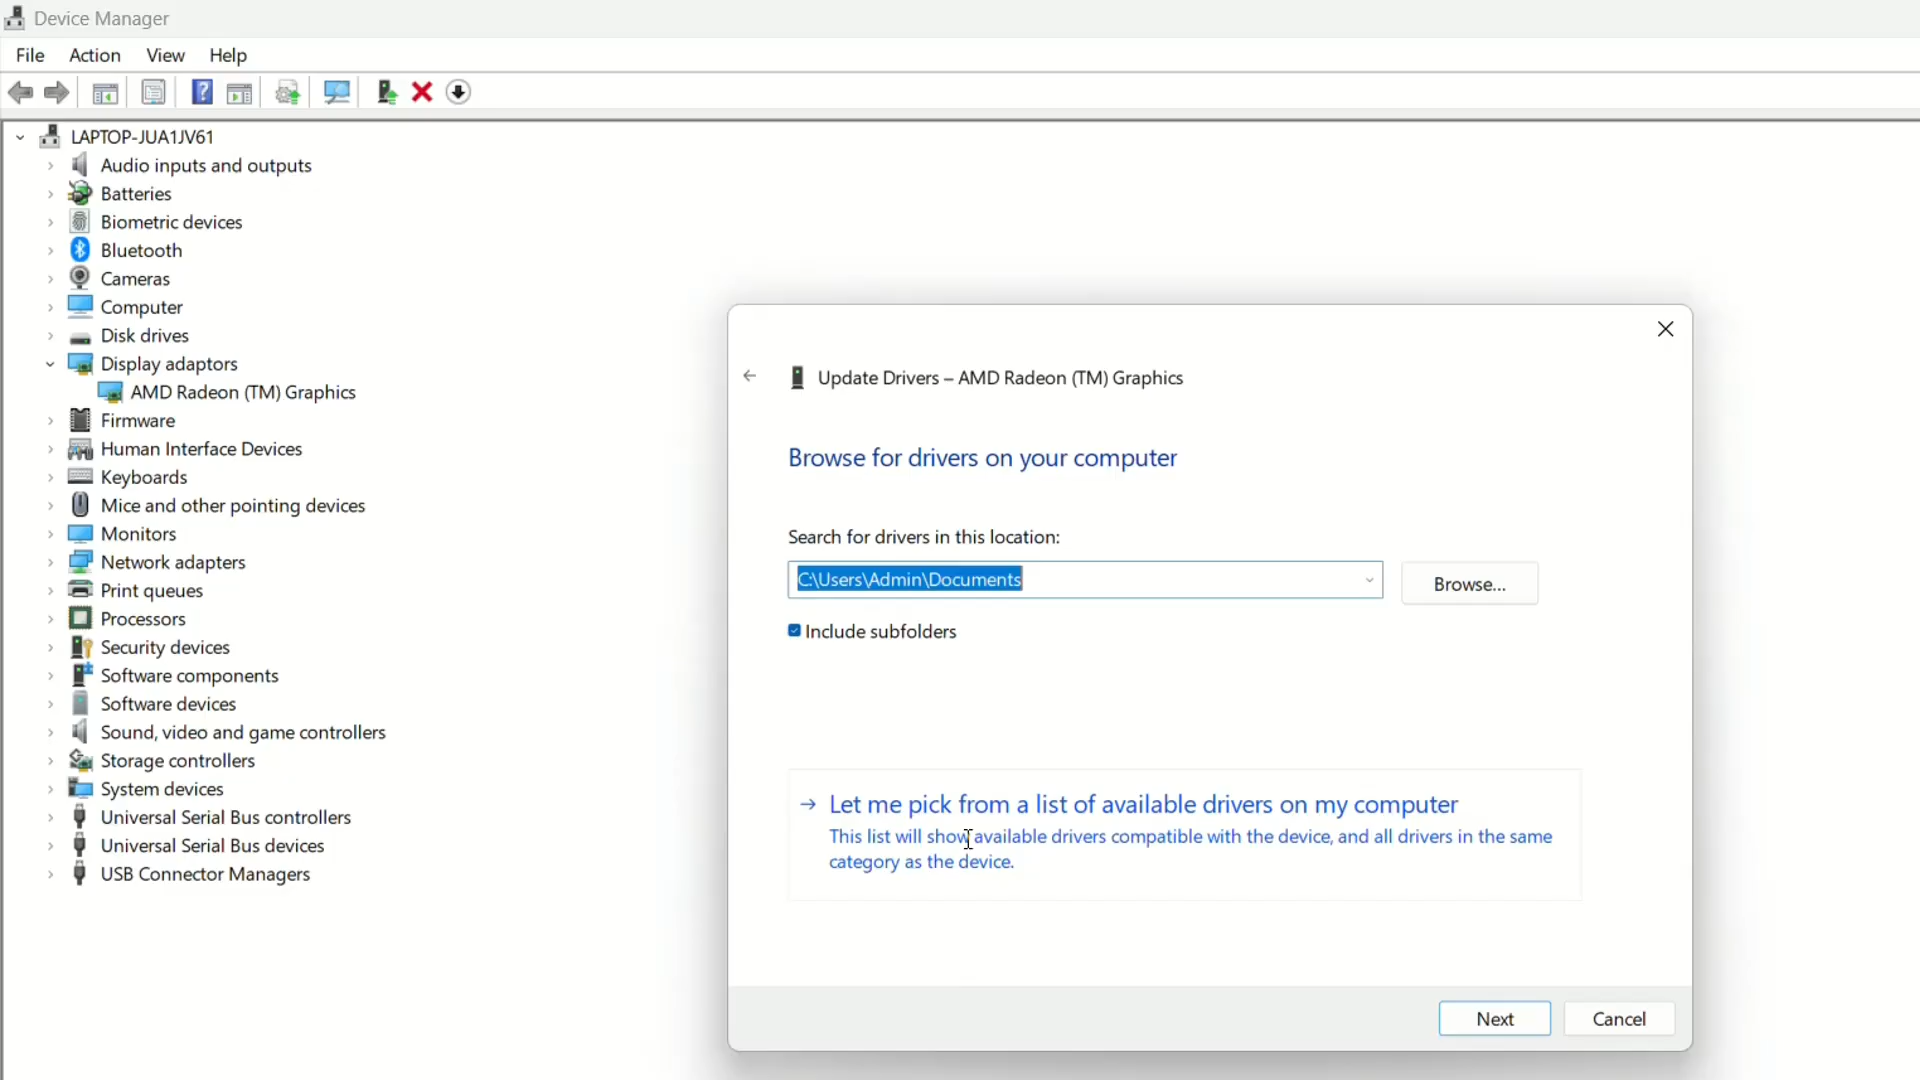 Device Manager
File Action View Help
LAPTOP-JUA1JV61
Audio inputs and outputs
Batteries
Biometric devices
Bluetooth
Cameras
Computer
Disk drives
Display adaptors
AMD Radeon (TM) Graphics
Firmware
Human Interface Devices
Keyboards
Mice and other pointing devices
Monitors
Network adapters
Print queues
Processors
Security devices
Software components
Software devices
Sound, video and game controllers
Storage controllers
System devices
Universal Serial Bus controllers
Universal Serial Bus devices
USB Connector Managers
Update Drivers – AMD Radeon (TM) Graphics
Browse for drivers on your computer
Search for drivers in this location:
C:\Users\Admin\Documents
Browse...
Include subfolders
Let me pick from a list of available drivers on my computer
This list will show available drivers compatible with the device, and all drivers in the same
category as the device.
Next Cancel